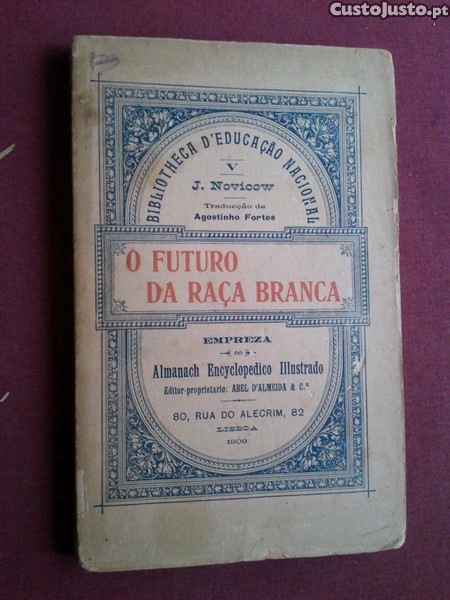 CustoJusto.pt
BIBLIOTHECA D'EDUCAÇÃO NACIONAL
V
J. Novicow
Traducção de
Agostinho Fortes
O FUTURO
DA RAÇA BRANCA
EMPREZA
DO
Almanach Encyclopedico Illustrado
Editor-proprietario: ABEL D'ALMEIDA & C.ª
80, RUA DO ALECRIM, 82
LISBOA
1909